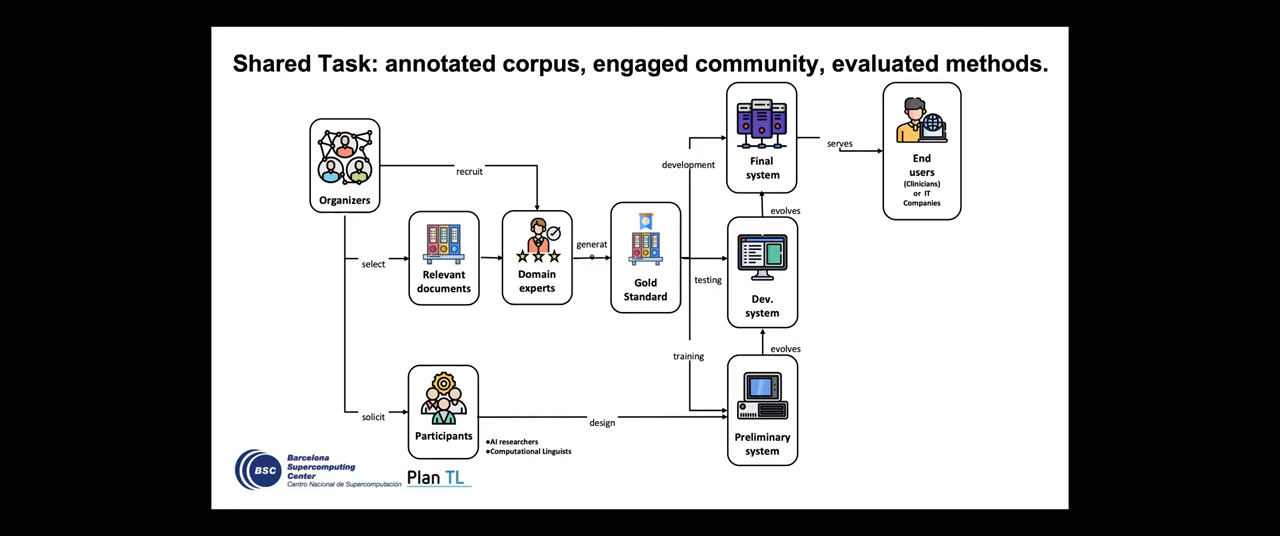 Shared Task: annotated corpus, engaged community, evaluated methods.
Organizers
recruit
select
Relevant
documents
Domain
experts
generat
e
Gold
Standard
development
testing
training
Final
system
serves
End
users
(Clinicians)
or IT
Companies
evolves
Dev.
system
evolves
Preliminary
system
solicit
Participants
design
●AI researchers
●Computational Linguists
BSC
Barcelona
Supercomputing
Center
Centro Nacional de Supercomputación
Plan TL